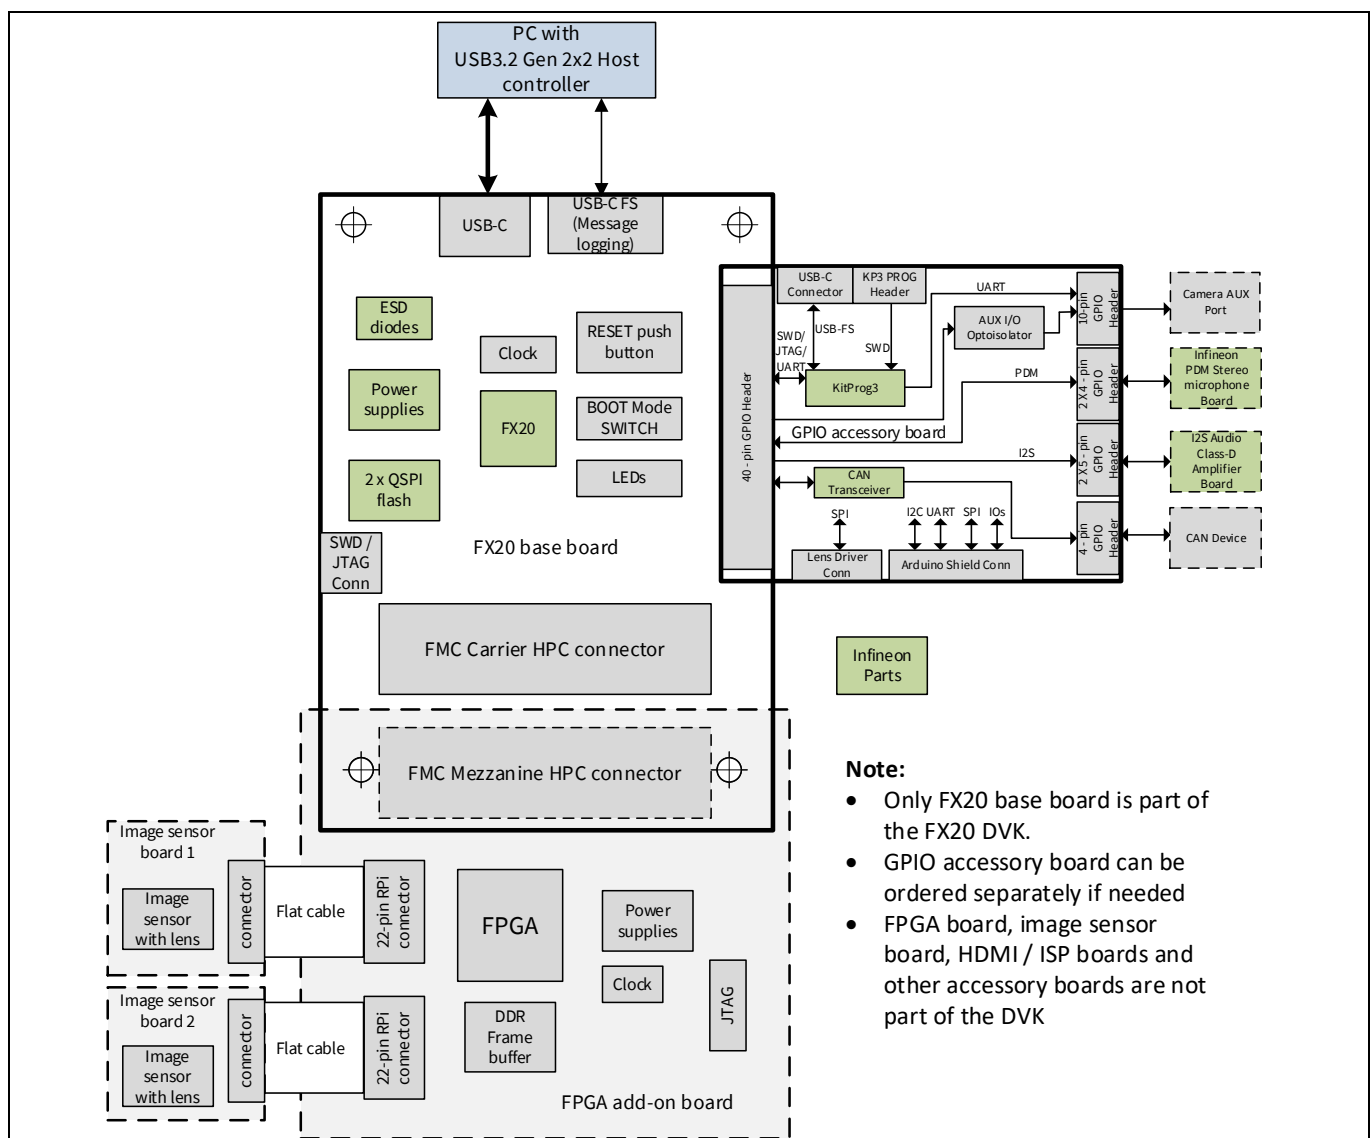 PC with
USB3.2 Gen 2x2 Host
controller
USB-C
USB-C FS
(Message
logging)
ESD
diodes
Clock
RESET push
button
Power
supplies
FX20
BOOT Mode
SWITCH
2 x QSPI
flash
LEDs
SWD /
JTAG
Conn
FX20 base board
FMC Carrier HPC connector
FMC Mezzanine HPC connector
40 - pin GPIO Header
USB-C
Connector
KP3 PROG
Header
UART
AUX I/O
Optoisolator
SWD/
JTAG/
UART
USB-FS
SWD
KitProg3
PDM
GPIO accessory board
I2S
CAN
Transceiver
SPI
I2C UART SPI IOs
Lens Driver
Conn
Arduino Shield Conn
10-pin
GPIO
Header
2 X4 - pin
GPIO
Header
2 X5 - pin
GPIO
Header
4 - pin
GPIO
Header
Camera AUX
Port
Infineon
PDM Stereo
microphone
Board
I2S Audio
Class-D
Amplifier
Board
CAN Device
Infineon
Parts
Note:
• Only FX20 base board is part of
the FX20 DVK.
• GPIO accessory board can be
ordered separately if needed
• FPGA board, image sensor
board, HDMI / ISP boards and
other accessory boards are not
part of the DVK
Image sensor
board 1
Image
sensor
with lens
connector
Flat cable
22-pin RPi
connector
Image sensor
board 2
Image
sensor
with lens
connector
Flat cable
22-pin RPi
connector
FPGA
Power
supplies
Clock
JTAG
DDR
Frame
buffer
FPGA add-on board